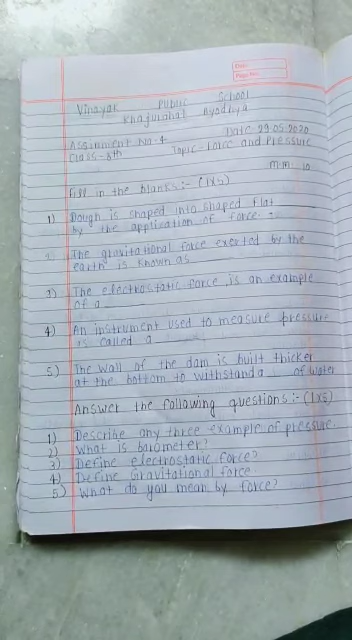 Date:
Page No:
Vinayak Public School
Khajurahat Ayodhya
Assignment No-4 Date 29.05.2020
Class-8th Topic-Force and Pressure
M.M: 10
Fill in the blanks:- (1x5)
1) Dough is shaped into shaped flat
by the application of force.
2) The gravitational force exerted by the
earth is known as
3) The electrostatic force is an example
of a
4) An instrument used to measure pressure
is called a
5) The wall of the dam is built thicker
at the bottom to withstand a of water
Answer the following questions:- (1x5)
1) Describe any three example of pressure.
2) What is barometer?
3) Define electrostatic force?
4) Define Gravitational force.
5) What do you mean by force?